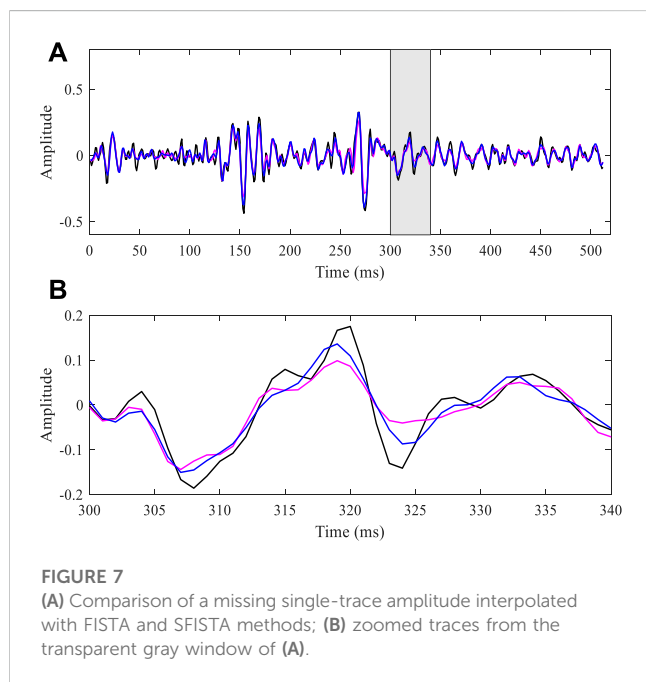 A
0.5
0
-0.5
Amplitude
0 50 100 150 200 250 300 350 400 450 500
Time (ms)
B
0.2
0.1
0
-0.1
-0.2
Amplitude
300 305 310 315 320 325 330 335 340
Time (ms)
FIGURE 7
(A) Comparison of a missing single-trace amplitude interpolated
with FISTA and SFISTA methods; (B) zoomed traces from the
transparent gray window of (A).